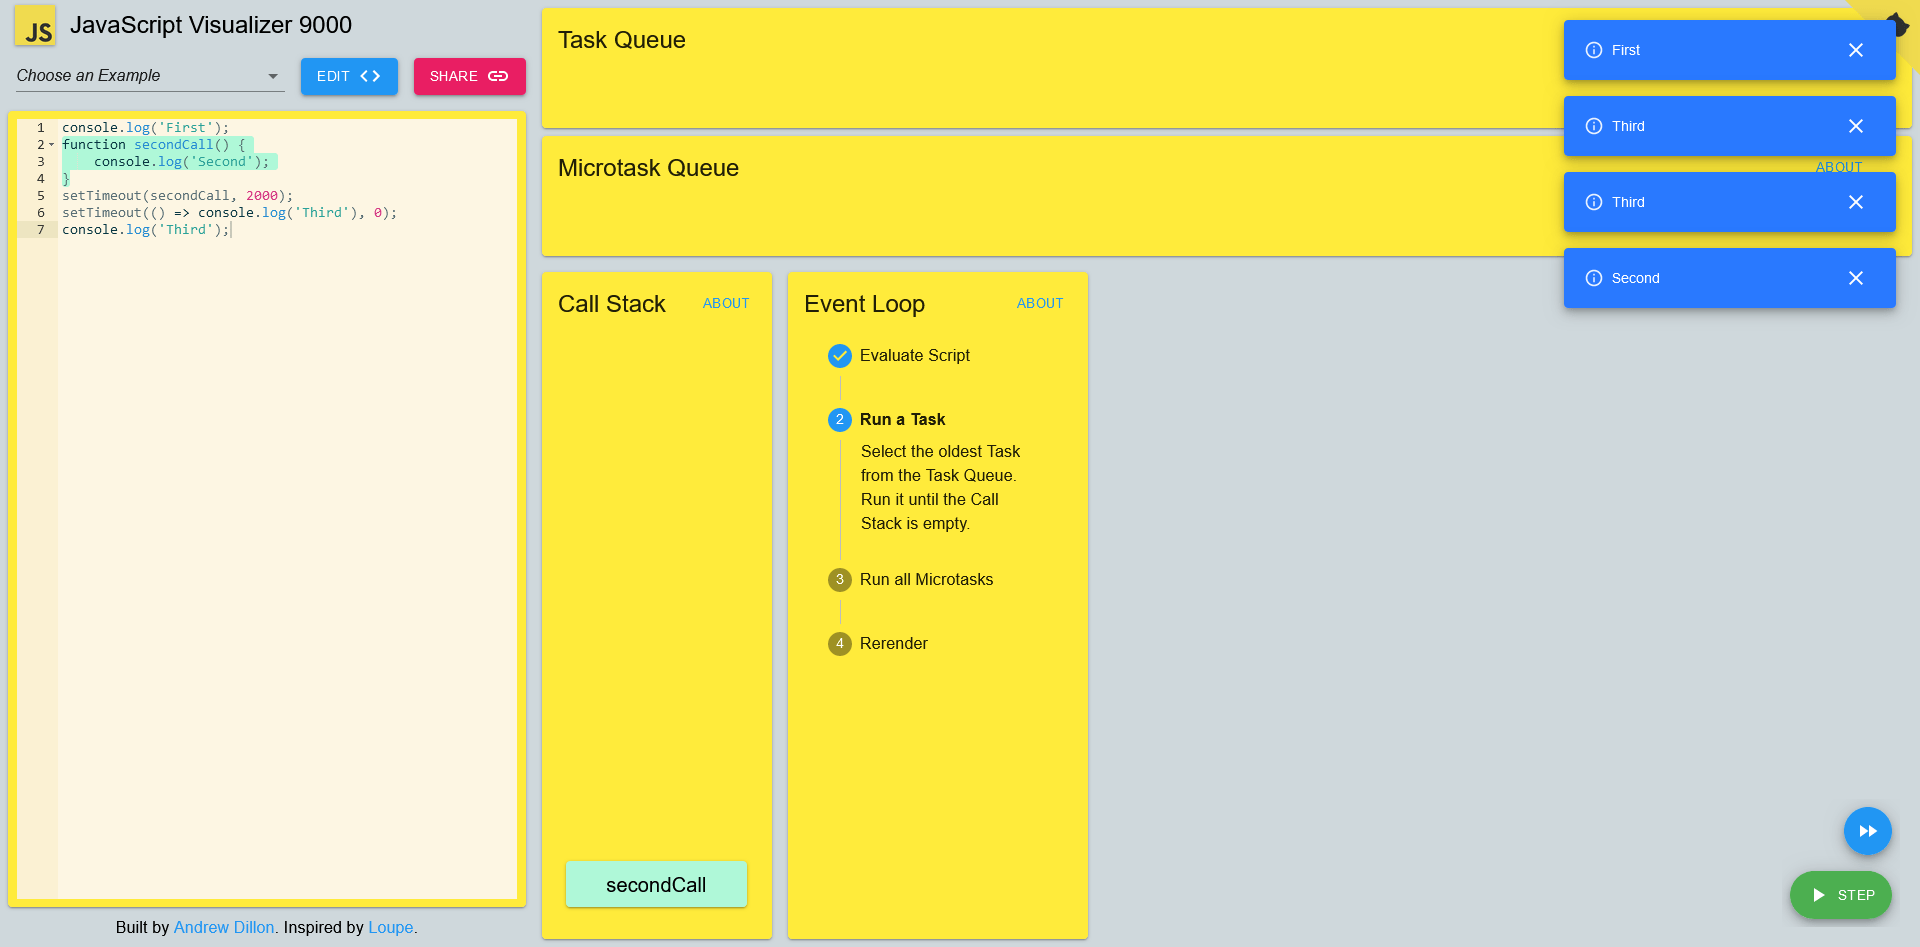 JS
JavaScript Visualizer 9000
Choose an Example
EDIT
SHARE
1 console.log('First');
2 function secondCall() {
3     console.log('Second');
4 }
5 setTimeout(secondCall, 2000);
6 setTimeout(() => console.log('Third'), 0);
7 console.log('Third');
Built by Andrew Dillon. Inspired by Loupe.
Task Queue
Microtask Queue
ABOUT
First
Third
Third
Second
Call Stack
ABOUT
secondCall
Event Loop
ABOUT
Evaluate Script
2 Run a Task
Select the oldest Task
from the Task Queue.
Run it until the Call
Stack is empty.
3 Run all Microtasks
4 Rerender
STEP